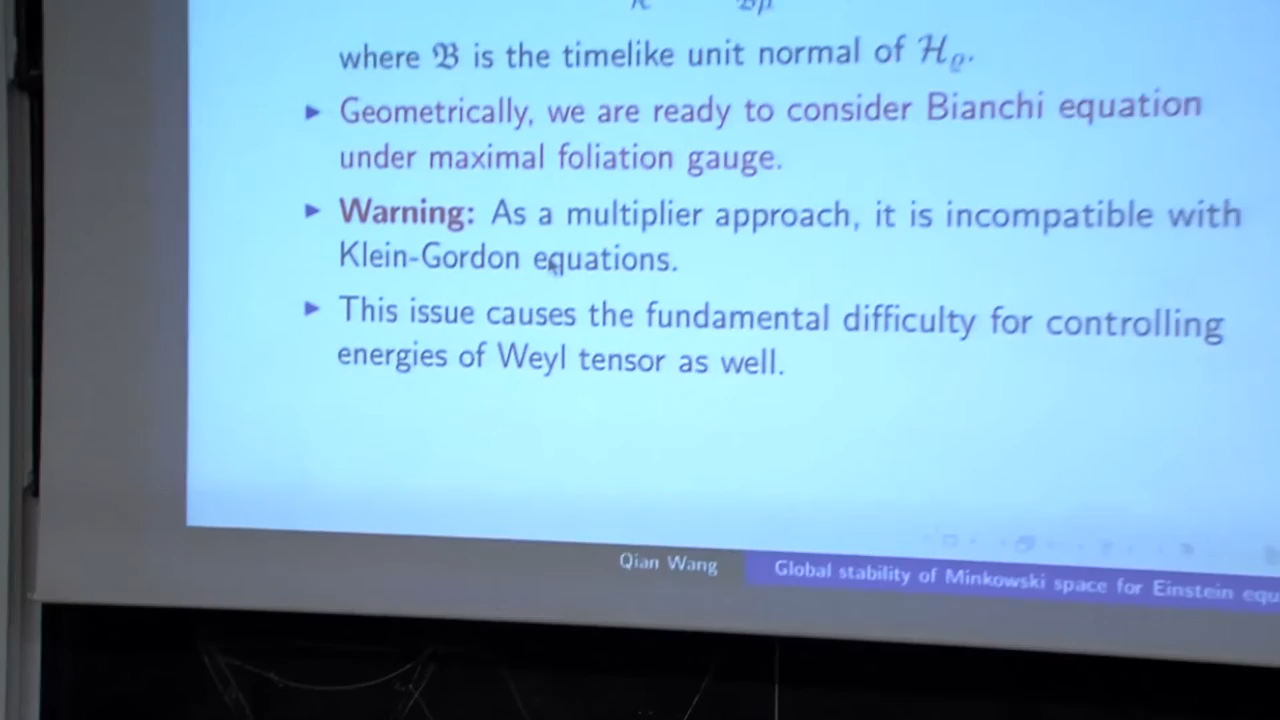 where 𝔅 is the timelike unit normal of ℋ_ϱ.
▶ Geometrically, we are ready to consider Bianchi equation
under maximal foliation gauge.
▶ Warning: As a multiplier approach, it is incompatible with
Klein-Gordon equations.
▶ This issue causes the fundamental difficulty for controlling
energies of Weyl tensor as well.
Qian Wang
Global stability of Minkowski space for Einstein equ